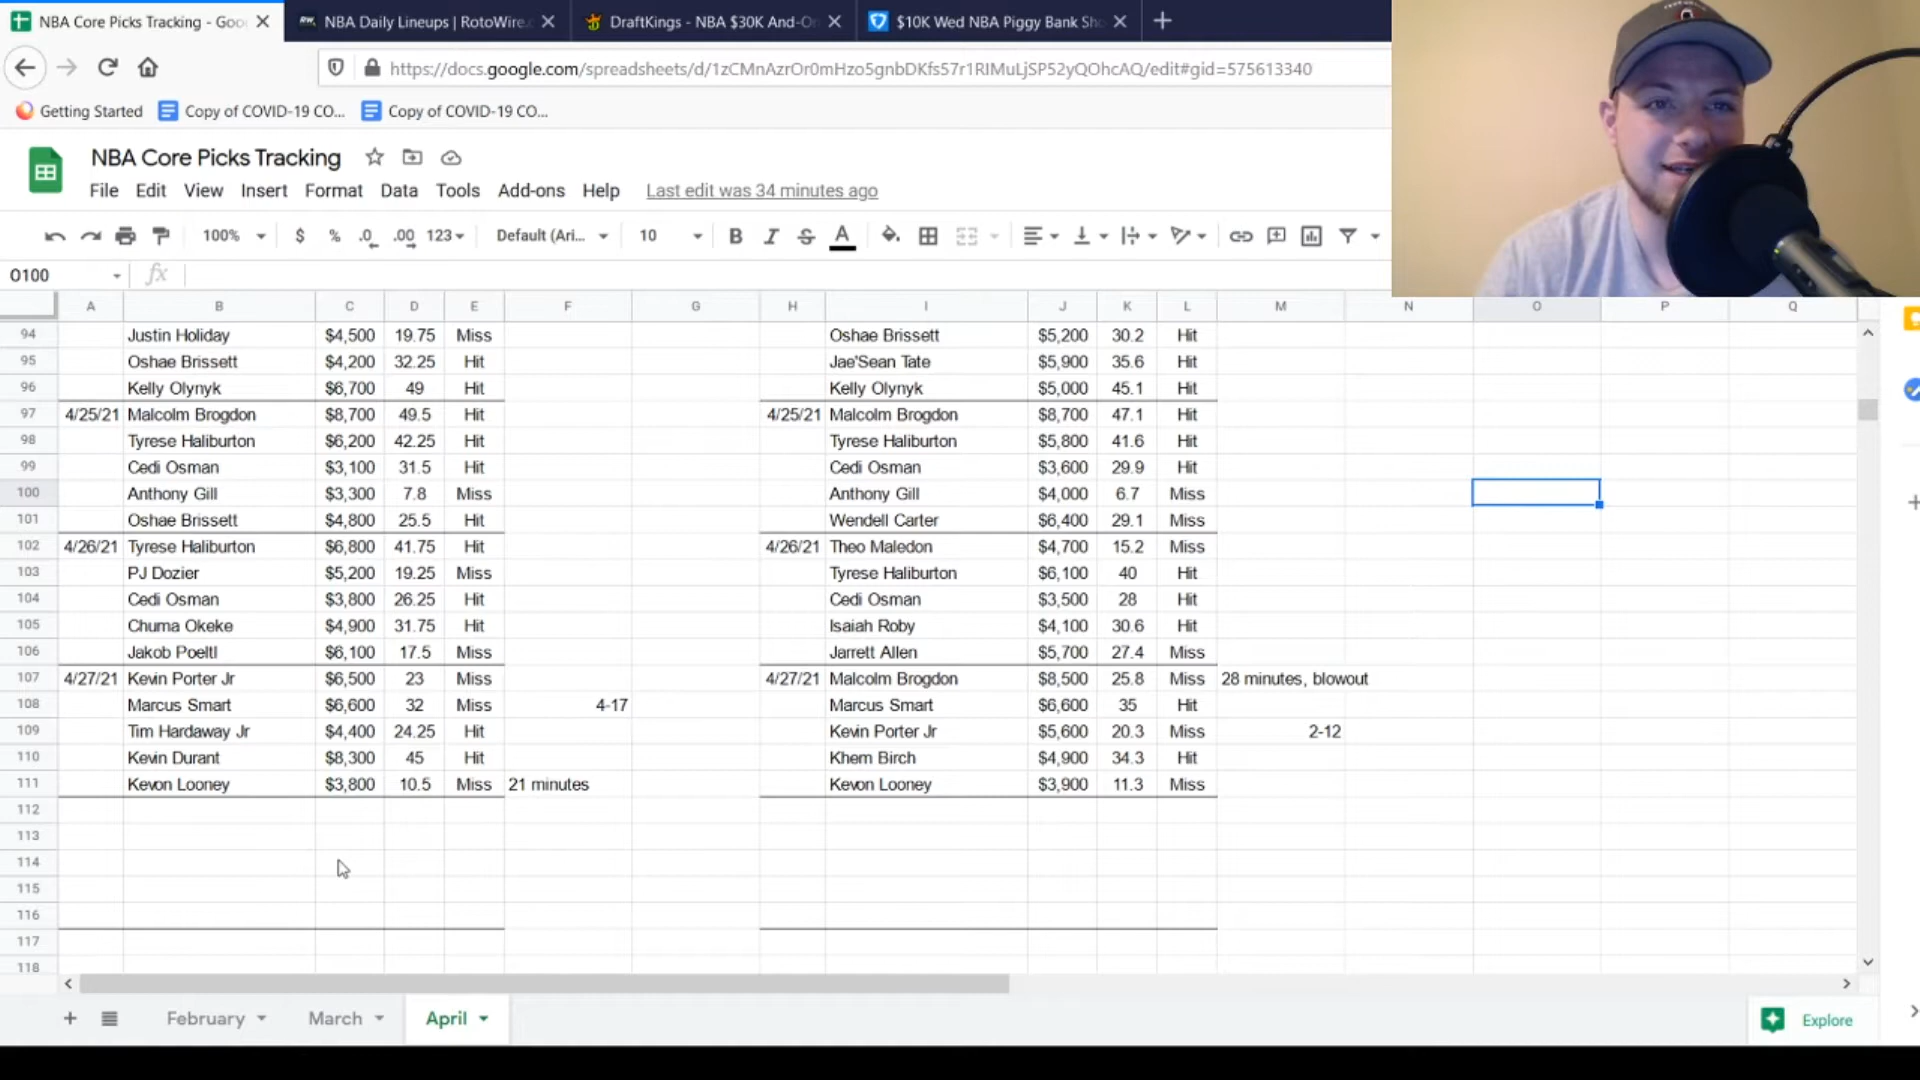 NBA Core Picks Tracking - Goo
NBA Daily Lineups | RotoWire.c
DraftKings - NBA $30K And-On
$10K Wed NBA Piggy Bank Sho
https://docs.google.com/spreadsheets/d/1zCMnAzrOr0mHzo5gnbDKfs57r1RIMuLjSP52yQOhcAQ/edit#gid=575613340
Getting Started Copy of COVID-19 CO... Copy of COVID-19 CO...
NBA Core Picks Tracking
File Edit View Insert Format Data Tools Add-ons Help Last edit was 34 minutes ago
100% $ % .0 .00 123 Default (Ari... 10 B I S A
O100 fx
A B C D E F G H I J K L M N O P Q
94 Justin Holiday $4,500 19.75 Miss Oshae Brissett $5,200 30.2 Hit
95 Oshae Brissett $4,200 32.25 Hit Jae'Sean Tate $5,900 35.6 Hit
96 Kelly Olynyk $6,700 49 Hit Kelly Olynyk $5,000 45.1 Hit
97 4/25/21 Malcolm Brogdon $8,700 49.5 Hit 4/25/21 Malcolm Brogdon $8,700 47.1 Hit
98 Tyrese Haliburton $6,200 42.25 Hit Tyrese Haliburton $5,800 41.6 Hit
99 Cedi Osman $3,100 31.5 Hit Cedi Osman $3,600 29.9 Hit
100 Anthony Gill $3,300 7.8 Miss Anthony Gill $4,000 6.7 Miss
101 Oshae Brissett $4,800 25.5 Hit Wendell Carter $6,400 29.1 Miss
102 4/26/21 Tyrese Haliburton $6,800 41.75 Hit 4/26/21 Theo Maledon $4,700 15.2 Miss
103 PJ Dozier $5,200 19.25 Miss Tyrese Haliburton $6,100 40 Hit
104 Cedi Osman $3,800 26.25 Hit Cedi Osman $3,500 28 Hit
105 Chuma Okeke $4,900 31.75 Hit Isaiah Roby $4,100 30.6 Hit
106 Jakob Poeltl $6,100 17.5 Miss Jarrett Allen $5,700 27.4 Miss
107 4/27/21 Kevin Porter Jr $6,500 23 Miss 4/27/21 Malcolm Brogdon $8,500 25.8 Miss 28 minutes, blowout
108 Marcus Smart $6,600 32 Miss 4-17 Marcus Smart $6,600 35 Hit
109 Tim Hardaway Jr $4,400 24.25 Hit Kevin Porter Jr $5,600 20.3 Miss 2-12
110 Kevin Durant $8,300 45 Hit Khem Birch $4,900 34.3 Hit
111 Kevon Looney $3,800 10.5 Miss 21 minutes Kevon Looney $3,900 11.3 Miss
112
113
114
115
116
117
118
February March April Explore